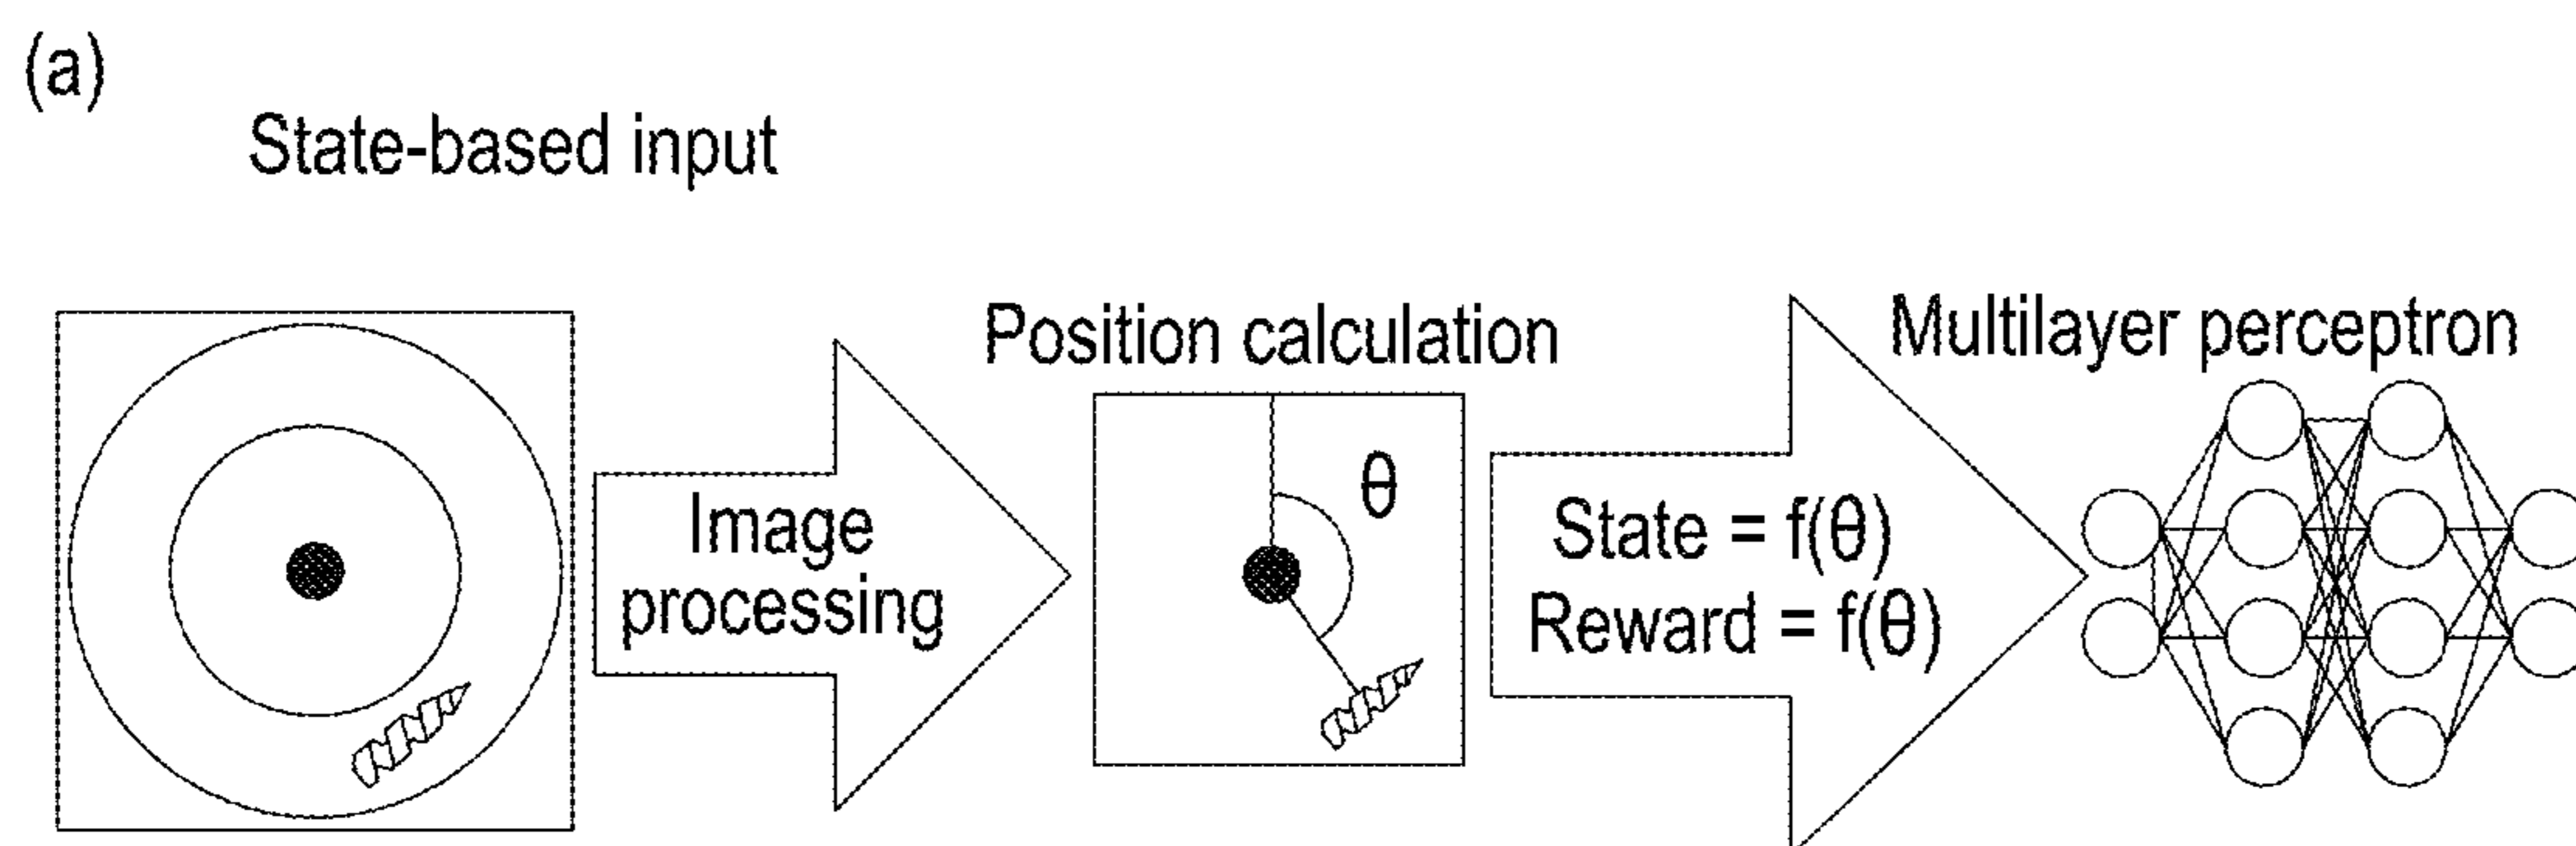 (a)
State-based input
Image
processing
Position calculation
θ
State = f(θ)
Reward = f(θ)
Multilayer perceptron